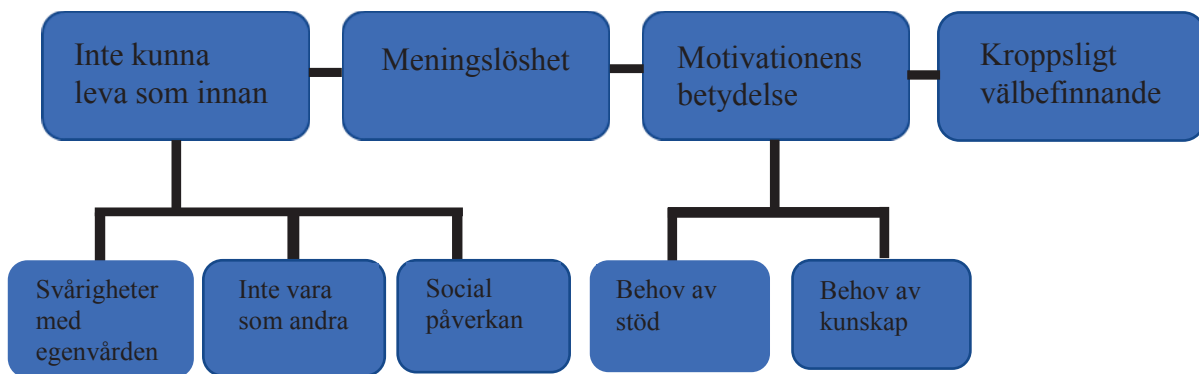 Inte kunna
leva som innan
Meningslöshet
Motivationens
betydelse
Kroppsligt
välbefinnande
Svårigheter
med
egenvården
Inte vara
som andra
Social
påverkan
Behov av
stöd
Behov av
kunskap